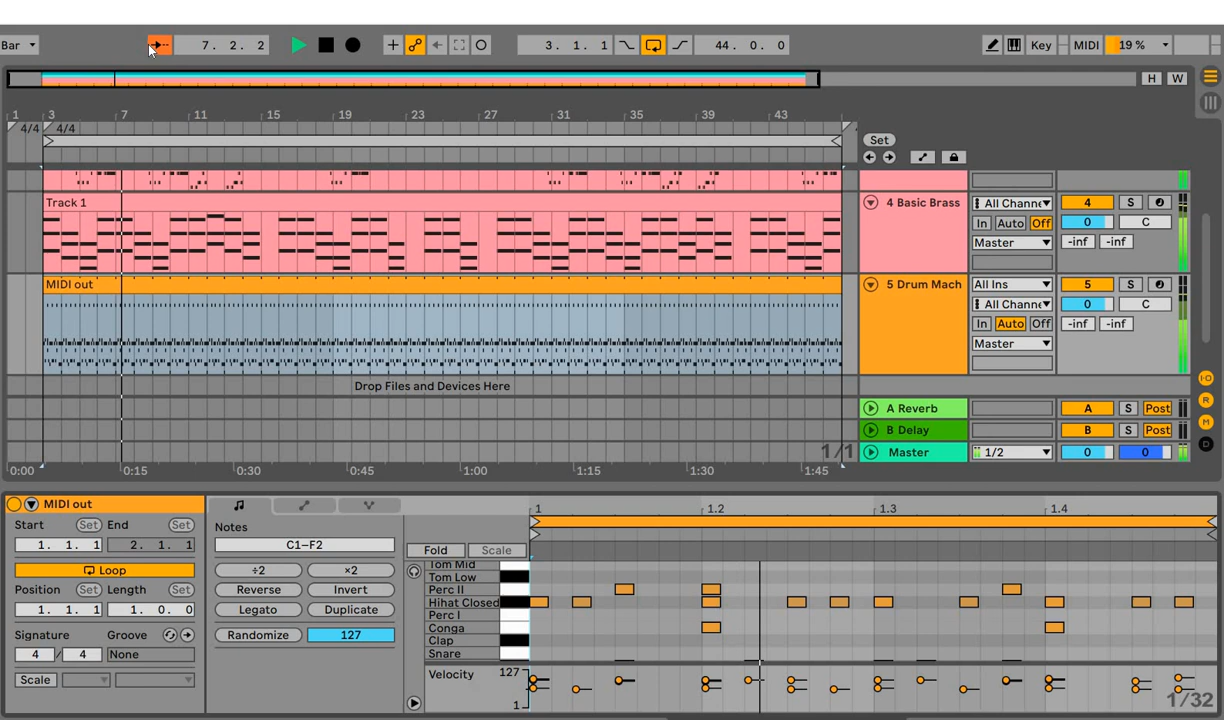 Bar 7. 2. 2 3. 1. 1 44. 0. 0 Key MIDI 19 %
H W
1 3 7 11 15 19 23 27 31 35 39 43
4/4 4/4
Set
Track 1 4 Basic Brass All Channe 4 S
In Auto Off 0 C
Master -inf -inf
MIDI out 5 Drum Mach All Ins 5 S
All Channe 0 C
In Auto Off -inf -inf
Master
Drop Files and Devices Here
A Reverb A S Post
B Delay B S Post
1/1 Master 1/2 0 0
0:00 0:15 0:30 0:45 1:00 1:15 1:30 1:45
I·O
R
M
D
MIDI out
Start Set End Set
1. 1. 1 2. 1. 1
Loop
Position Set Length Set
1. 1. 1 1. 0. 0
Signature Groove
4 / 4 None
Scale
Notes
C1–F2
÷2 ×2
Reverse Invert
Legato Duplicate
Randomize 127
1 1.2 1.3 1.4
Fold Scale
Tom Mid
Tom Low
Perc II
Hihat Closed
Perc I
Conga
Clap
Snare
Velocity 127
1
1/32